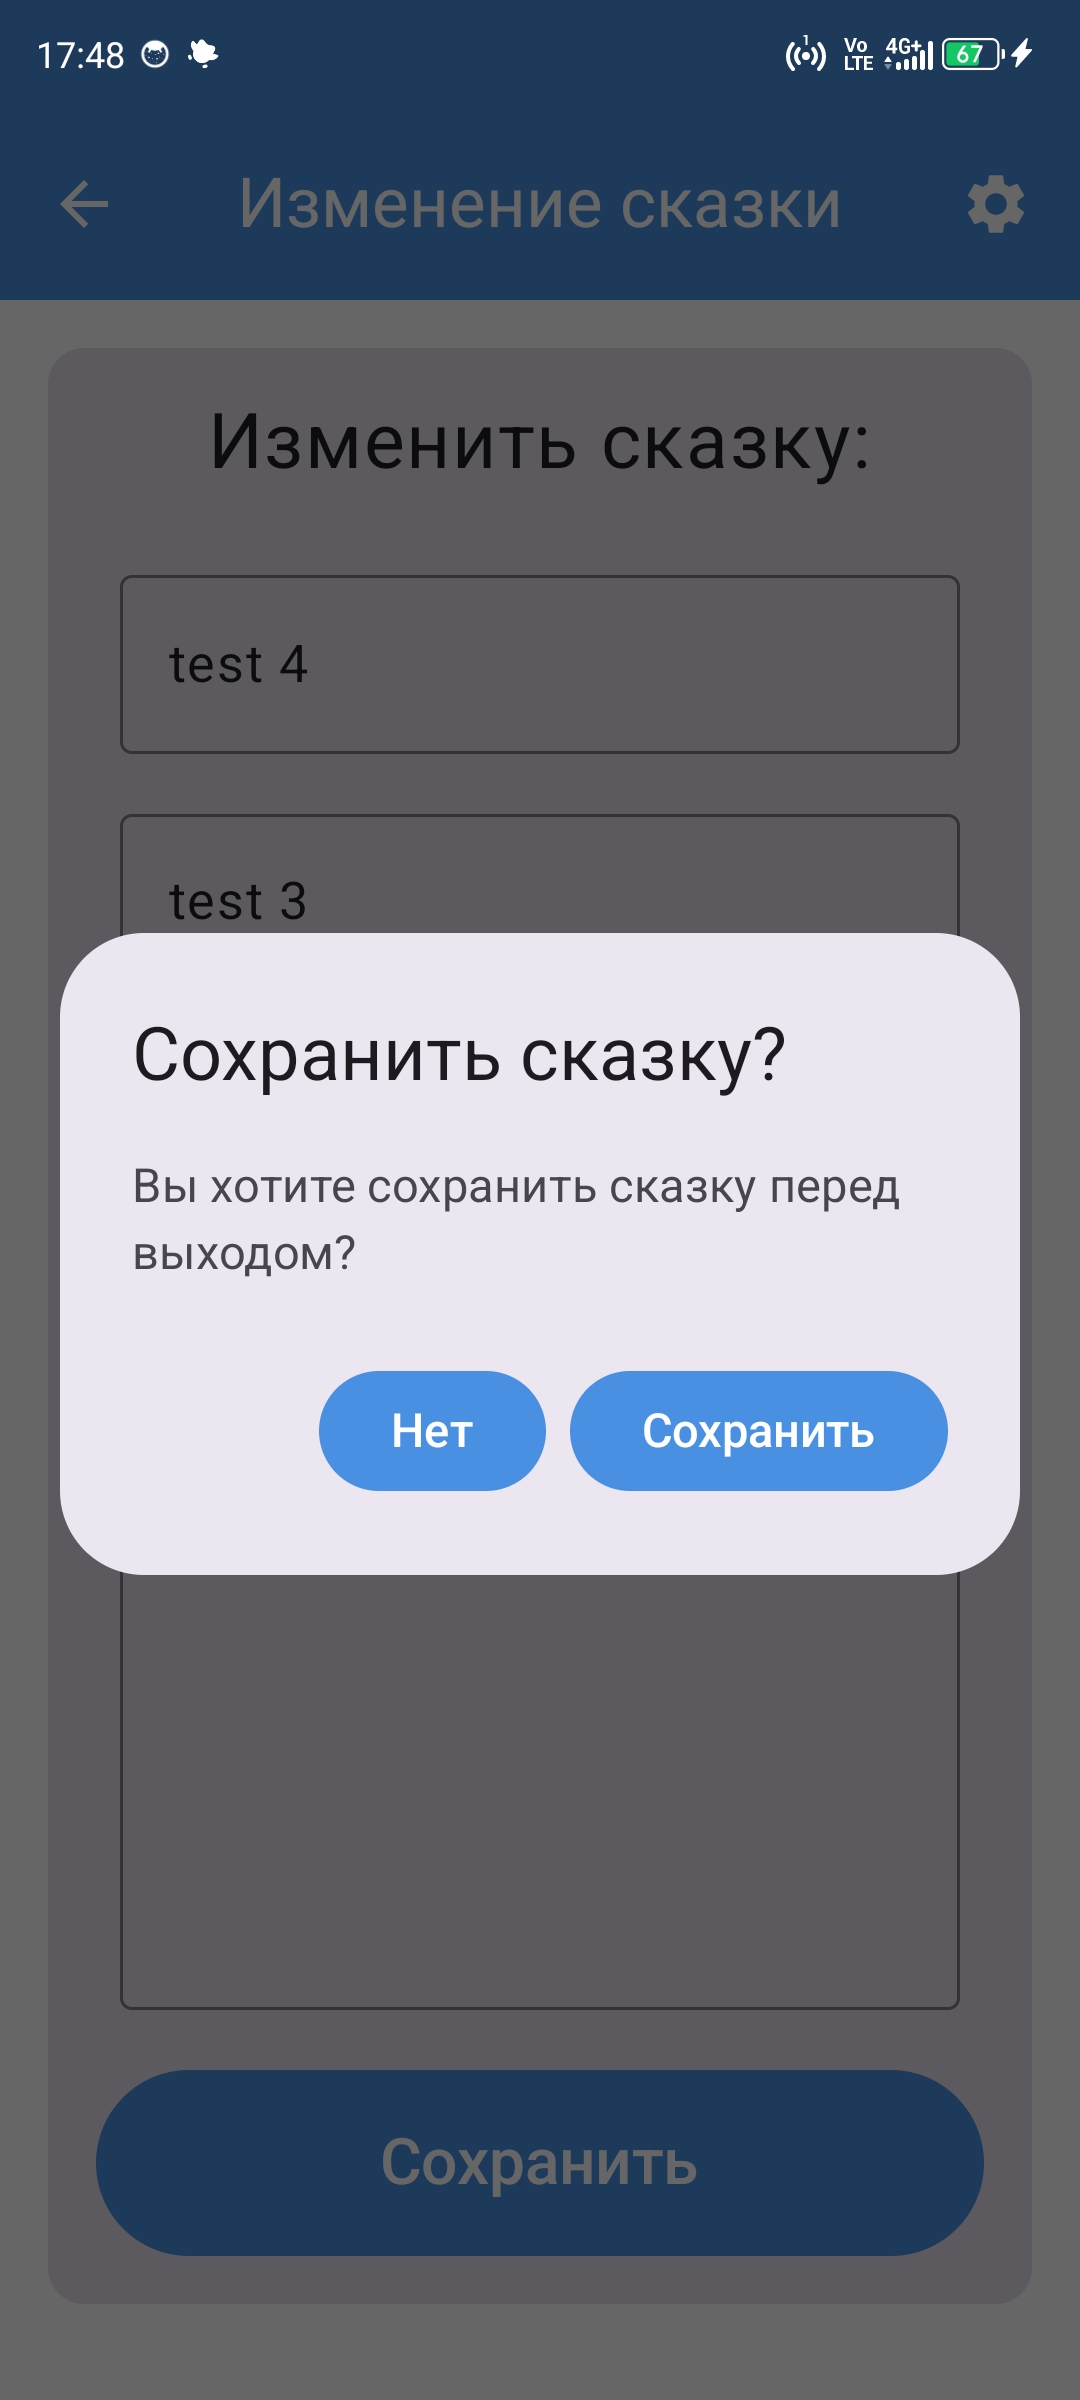 17:48
1
Vo
LTE
4G+
67
Изменение сказки
Изменить сказку:
test 4
test 3
Сохранить сказку?
Вы хотите сохранить сказку перед
выходом?
Нет
Сохранить
Сохранить